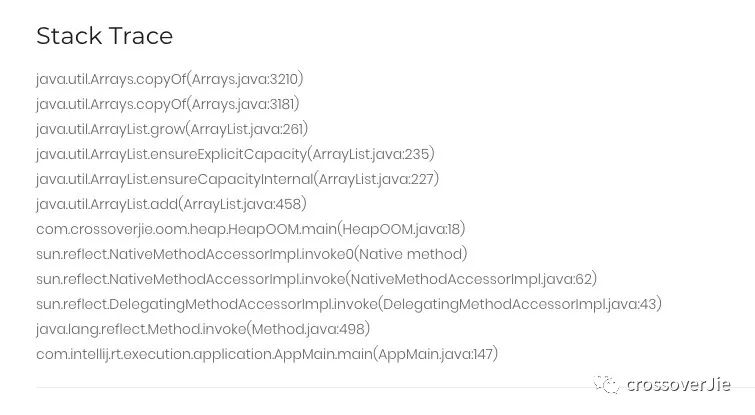 Stack Trace
java.util.Arrays.copyOf(Arrays.java:3210)
java.util.Arrays.copyOf(Arrays.java:3181)
java.util.ArrayList.grow(ArrayList.java:261)
java.util.ArrayList.ensureExplicitCapacity(ArrayList.java:235)
java.util.ArrayList.ensureCapacityInternal(ArrayList.java:227)
java.util.ArrayList.add(ArrayList.java:458)
com.crossoverjie.oom.heap.HeapOOM.main(HeapOOM.java:18)
sun.reflect.NativeMethodAccessorImpl.invoke0(Native method)
sun.reflect.NativeMethodAccessorImpl.invoke(NativeMethodAccessorImpl.java:62)
sun.reflect.DelegatingMethodAccessorImpl.invoke(DelegatingMethodAccessorImpl.java:43)
java.lang.reflect.Method.invoke(Method.java:498)
com.intellij.rt.execution.application.AppMain.main(AppMain.java:147)
crossoverJie